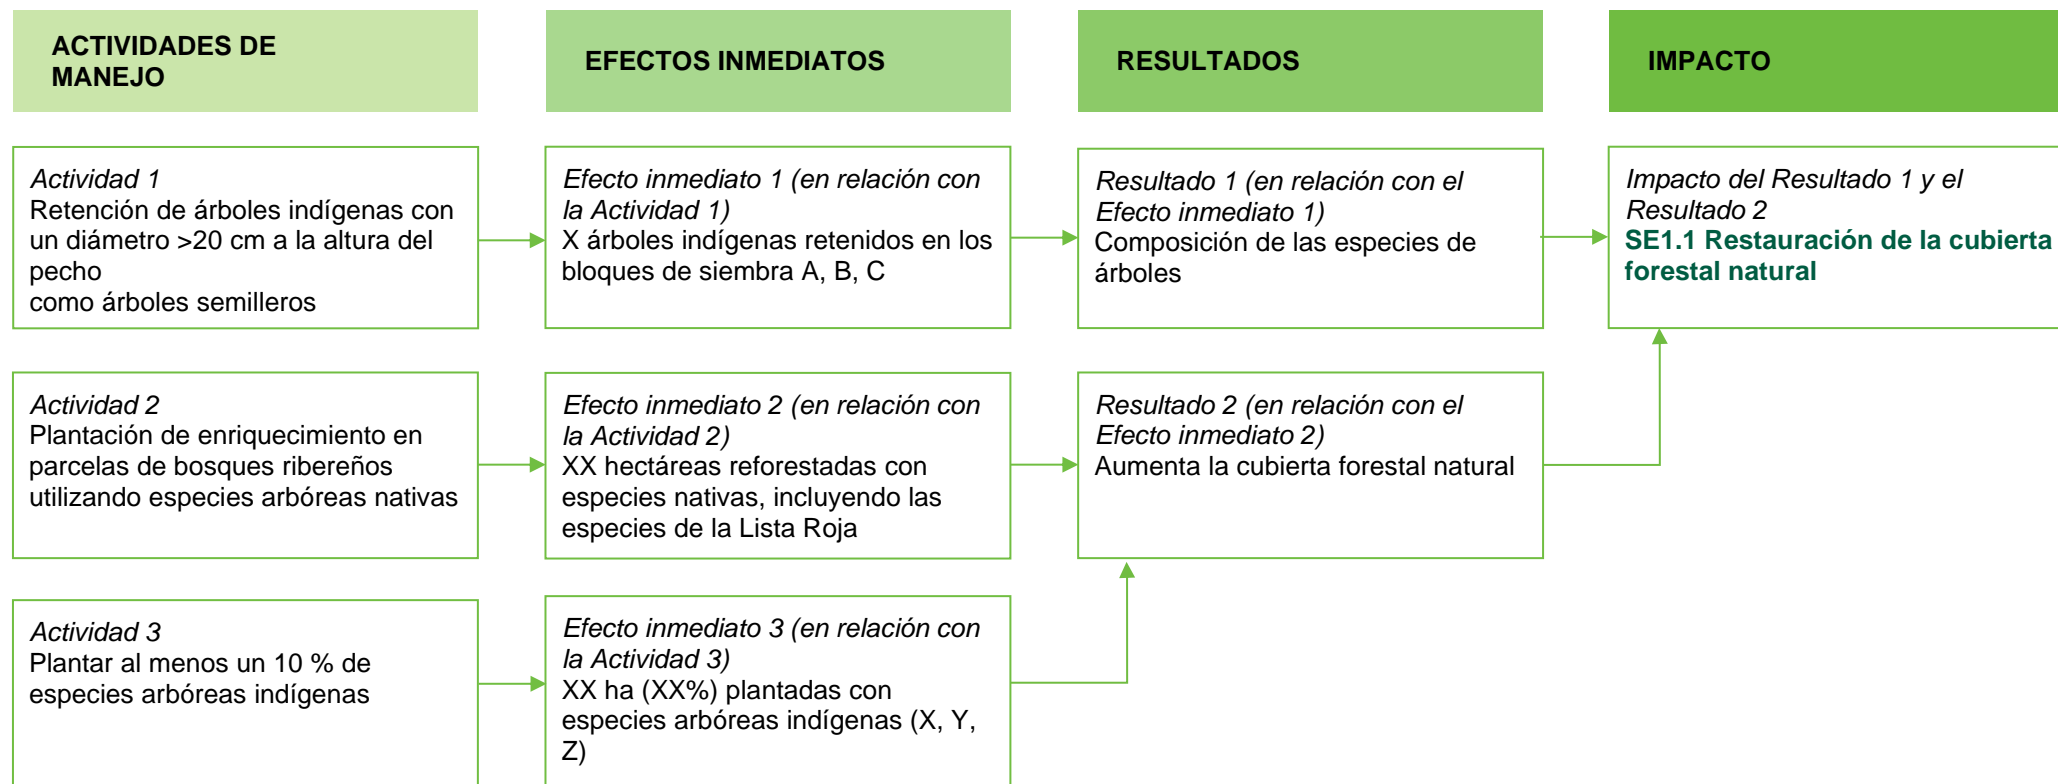 ACTIVIDADES DE
MANEJO
EFECTOS INMEDIATOS
RESULTADOS
IMPACTO
Actividad 1
Retención de árboles indígenas con
un diámetro >20 cm a la altura del
pecho
como árboles semilleros
Efecto inmediato 1 (en relación con
la Actividad 1)
X árboles indígenas retenidos en los
bloques de siembra A, B, C
Resultado 1 (en relación con el
Efecto inmediato 1)
Composición de las especies de
árboles
Impacto del Resultado 1 y el
Resultado 2
SE1.1 Restauración de la cubierta
forestal natural
Actividad 2
Plantación de enriquecimiento en
parcelas de bosques ribereños
utilizando especies arbóreas nativas
Efecto inmediato 2 (en relación con
la Actividad 2)
XX hectáreas reforestadas con
especies nativas, incluyendo las
especies de la Lista Roja
Resultado 2 (en relación con el
Efecto inmediato 2)
Aumenta la cubierta forestal natural
Actividad 3
Plantar al menos un 10 % de
especies arbóreas indígenas
Efecto inmediato 3 (en relación con
la Actividad 3)
XX ha (XX%) plantadas con
especies arbóreas indígenas (X, Y,
Z)